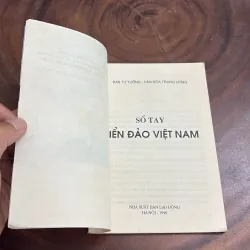 BAN TƯ TƯỞNG - VĂN HÓA TRUNG ƯƠNG
SỔ TAY
IỂN ĐẢO VIỆT NAM
NHÀ XUẤT BẢN LAO ĐỘNG
HÀ NỘI -